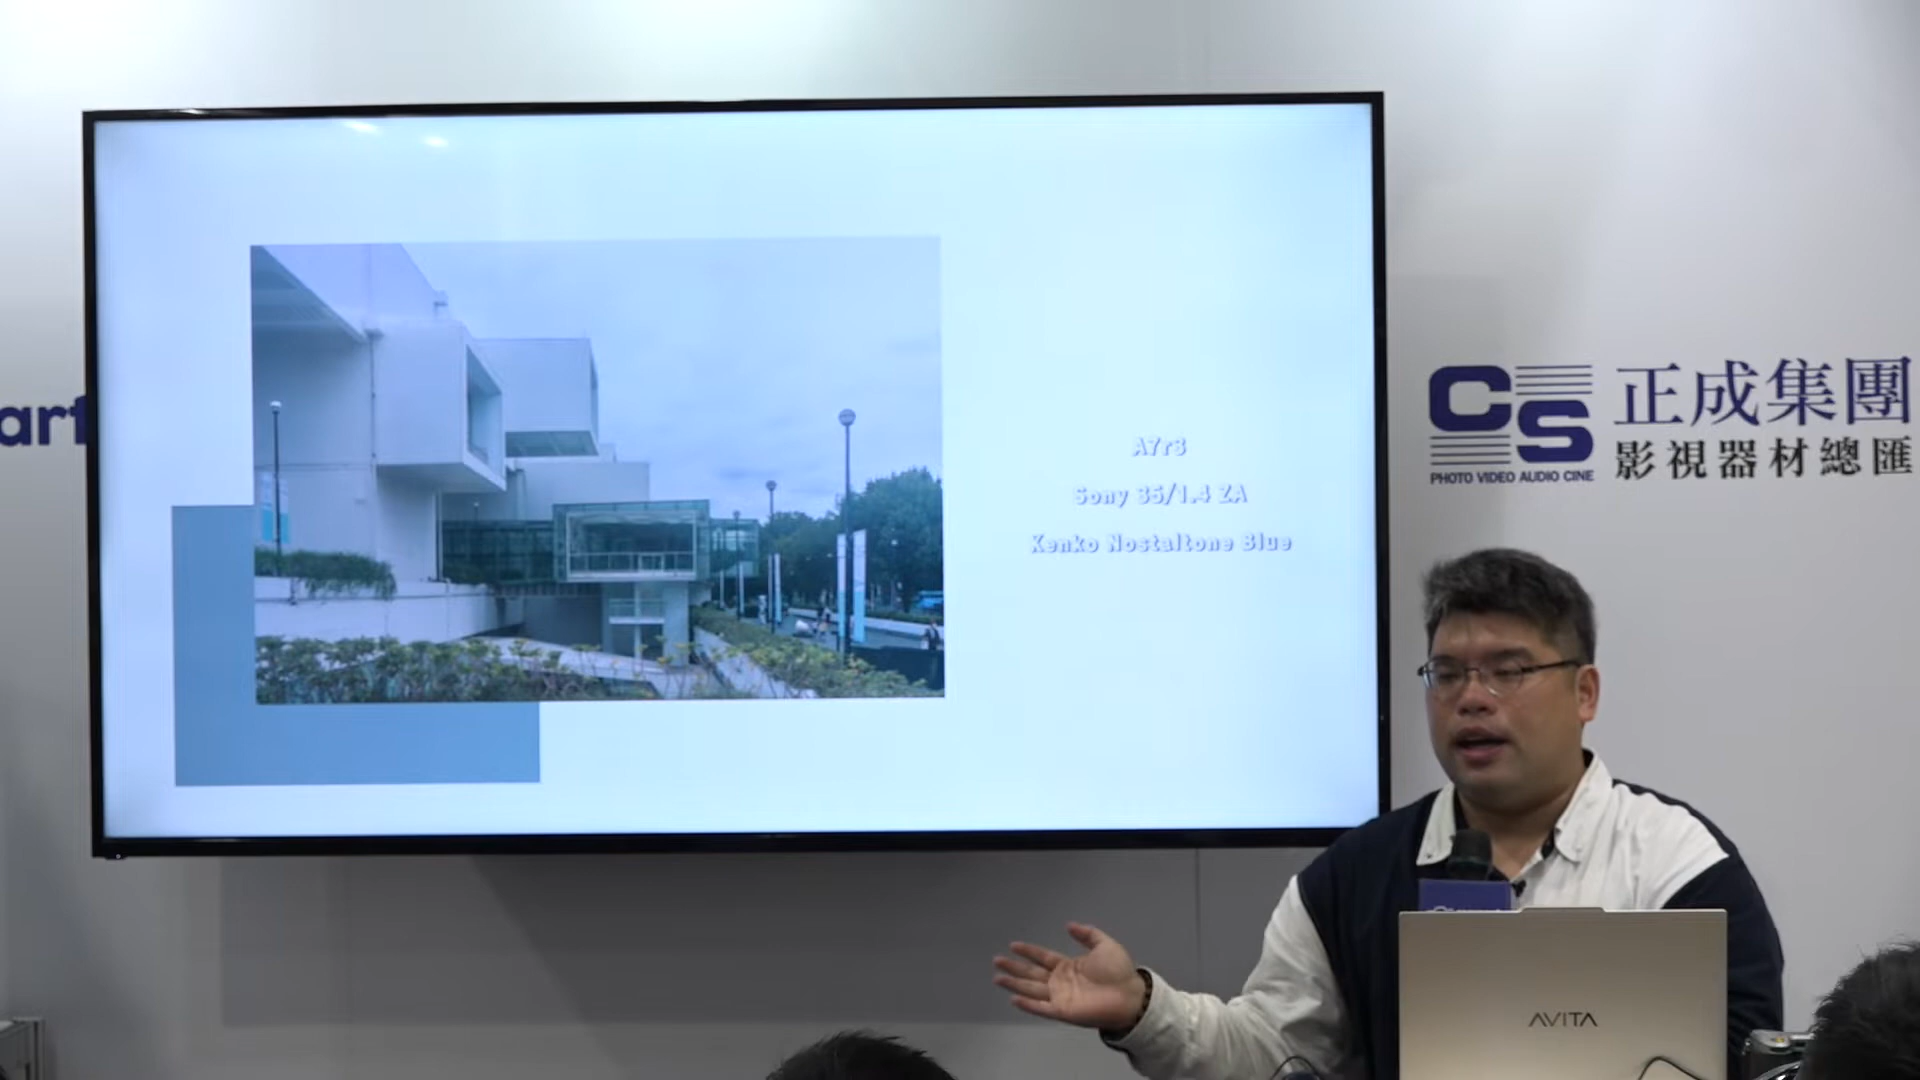 art
A7r3
Sony 35/1.4 ZA
Kenko Nostaltone Blue
CS
PHOTO VIDEO AUDIO CINE
正成集團
影視器材總匯
AVITA